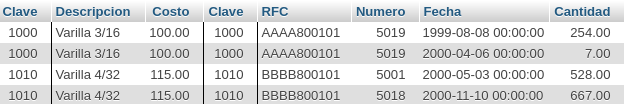 Clave Descripcion Costo Clave RFC Numero Fecha Cantidad
1000 Varilla 3/16 100.00 1000 AAAA800101 5019 1999-08-08 00:00:00 254.00
1000 Varilla 3/16 100.00 1000 AAAA800101 5019 2000-04-06 00:00:00 7.00
1010 Varilla 4/32 115.00 1010 BBBB800101 5001 2000-05-03 00:00:00 528.00
1010 Varilla 4/32 115.00 1010 BBBB800101 5018 2000-11-10 00:00:00 667.00